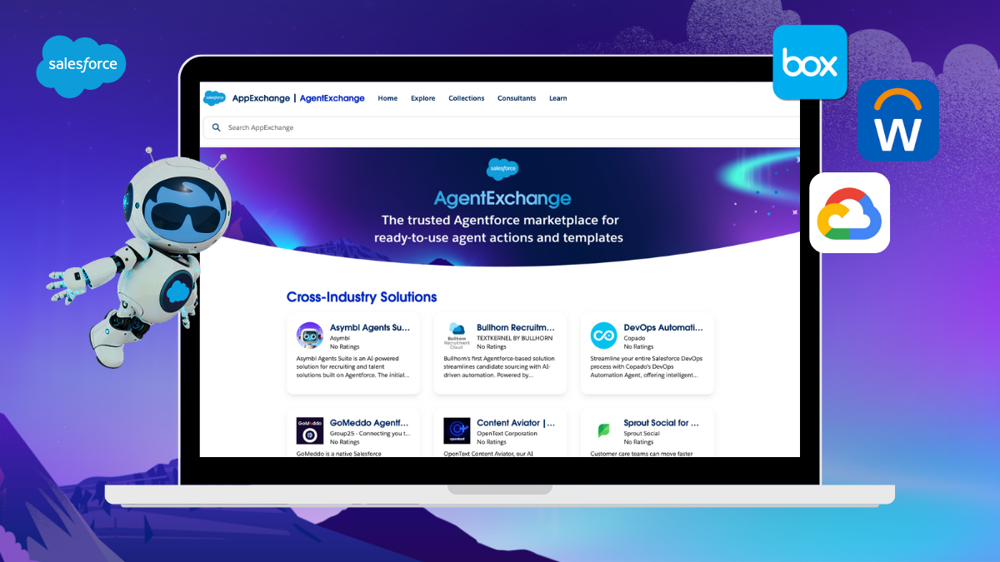 salesforce
box
W
salesforce
AppExchange | AgentExchange
Home
Explore
Collections
Consultants
Learn
Search AppExchange
salesforce
AgentExchange
The trusted Agentforce marketplace for
ready-to-use agent actions and templates
Cross-Industry Solutions
Asymbl Agents Su...
Asymbl
No Ratings
Asymbl Agents Suite is an AI-powered
solution for recruiting and talent
solutions built on Agentforce. The initial...
Bullhorn
Recruitment
Cloud
Bullhorn Recruitm...
TEXTKERNEL BY BULLHORN
No Ratings
Bullhorn's first Agentforce-based solution
streamlines candidate sourcing with AI-
driven automation. Powered by...
DevOps Automati...
Copado
No Ratings
Streamline your entire Salesforce DevOps
process with Copado's DevOps
Automation Agent, offering intelligent...
GoMeddo
GoMeddo Agentf...
Group25 - Connecting you t...
No Ratings
GoMeddo is a native Salesforce
opentext
Content Aviator |...
OpenText Corporation
No Ratings
OpenText Content Aviator, our AI
Sprout Social for ...
Sprout Social
No Ratings
Customer care teams can move faster